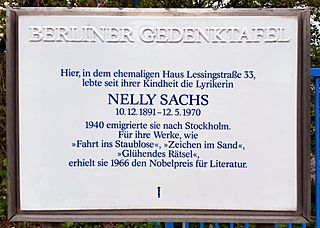 BERLINER GEDENKTAFEL
Hier, in dem ehemaligen Haus Lessingstraße 33,
lebte seit ihrer Kindheit die Lyrikerin
NELLY SACHS
10. 12. 1891 – 12. 5. 1970
1940 emigrierte sie nach Stockholm.
Für ihre Werke, wie
»Fahrt ins Staublose«, »Zeichen im Sand«,
»Glühendes Rätsel«,
erhielt sie 1966 den Nobelpreis für Literatur.